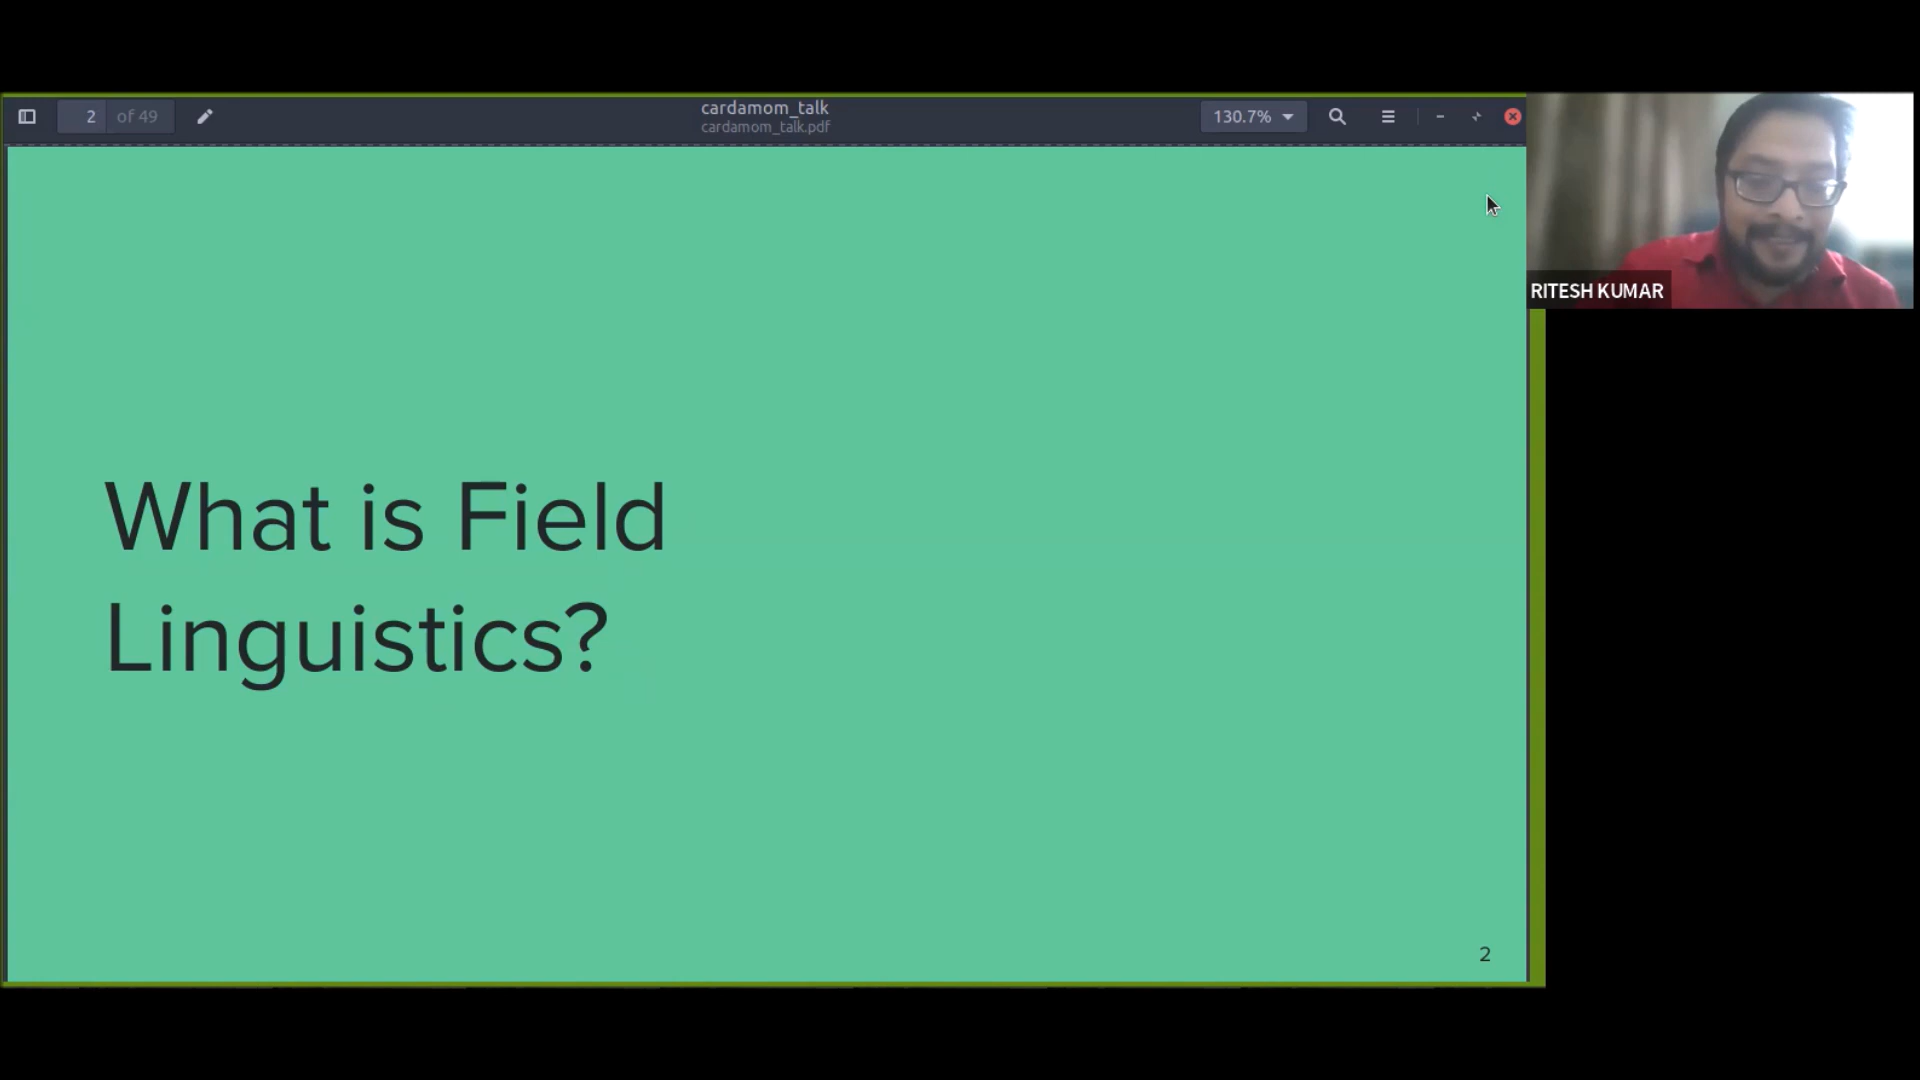 2 of 49
cardamom_talk
cardamom_talk.pdf
130.7%
RITESH KUMAR
What is Field
Linguistics?
2